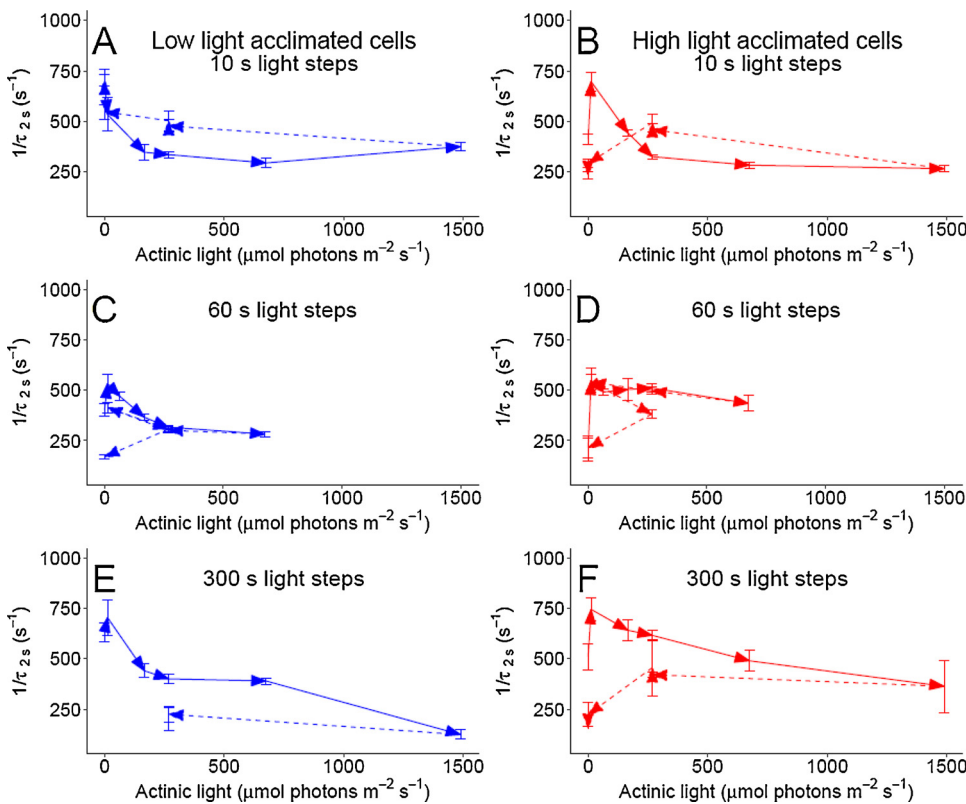 A
Low light acclimated cells
10 s light steps
1000
750
500
250
1/τ 2 s (s⁻¹)
0
500
1000
1500
Actinic light (μmol photons m⁻² s⁻¹)
B
High light acclimated cells
10 s light steps
1000
750
500
250
1/τ 2 s (s⁻¹)
0
500
1000
1500
Actinic light (μmol photons m⁻² s⁻¹)
C
60 s light steps
1000
750
500
250
1/τ 2 s (s⁻¹)
0
500
1000
1500
Actinic light (μmol photons m⁻² s⁻¹)
D
60 s light steps
1000
750
500
250
1/τ 2 s (s⁻¹)
0
500
1000
1500
Actinic light (μmol photons m⁻² s⁻¹)
E
300 s light steps
1000
750
500
250
1/τ 2 s (s⁻¹)
0
500
1000
1500
Actinic light (μmol photons m⁻² s⁻¹)
F
300 s light steps
1000
750
500
250
1/τ 2 s (s⁻¹)
0
500
1000
1500
Actinic light (μmol photons m⁻² s⁻¹)